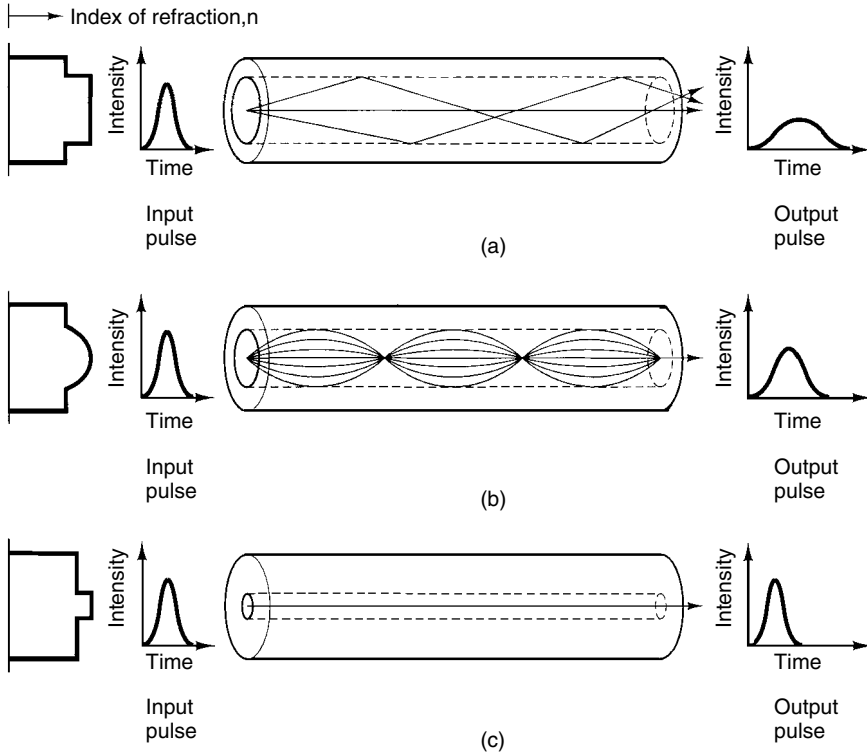 Index of refraction,n
Intensity
Time
Input
pulse
Intensity
Time
Output
pulse
(a)
Intensity
Time
Input
pulse
Intensity
Time
Output
pulse
(b)
Intensity
Time
Input
pulse
Intensity
Time
Output
pulse
(c)